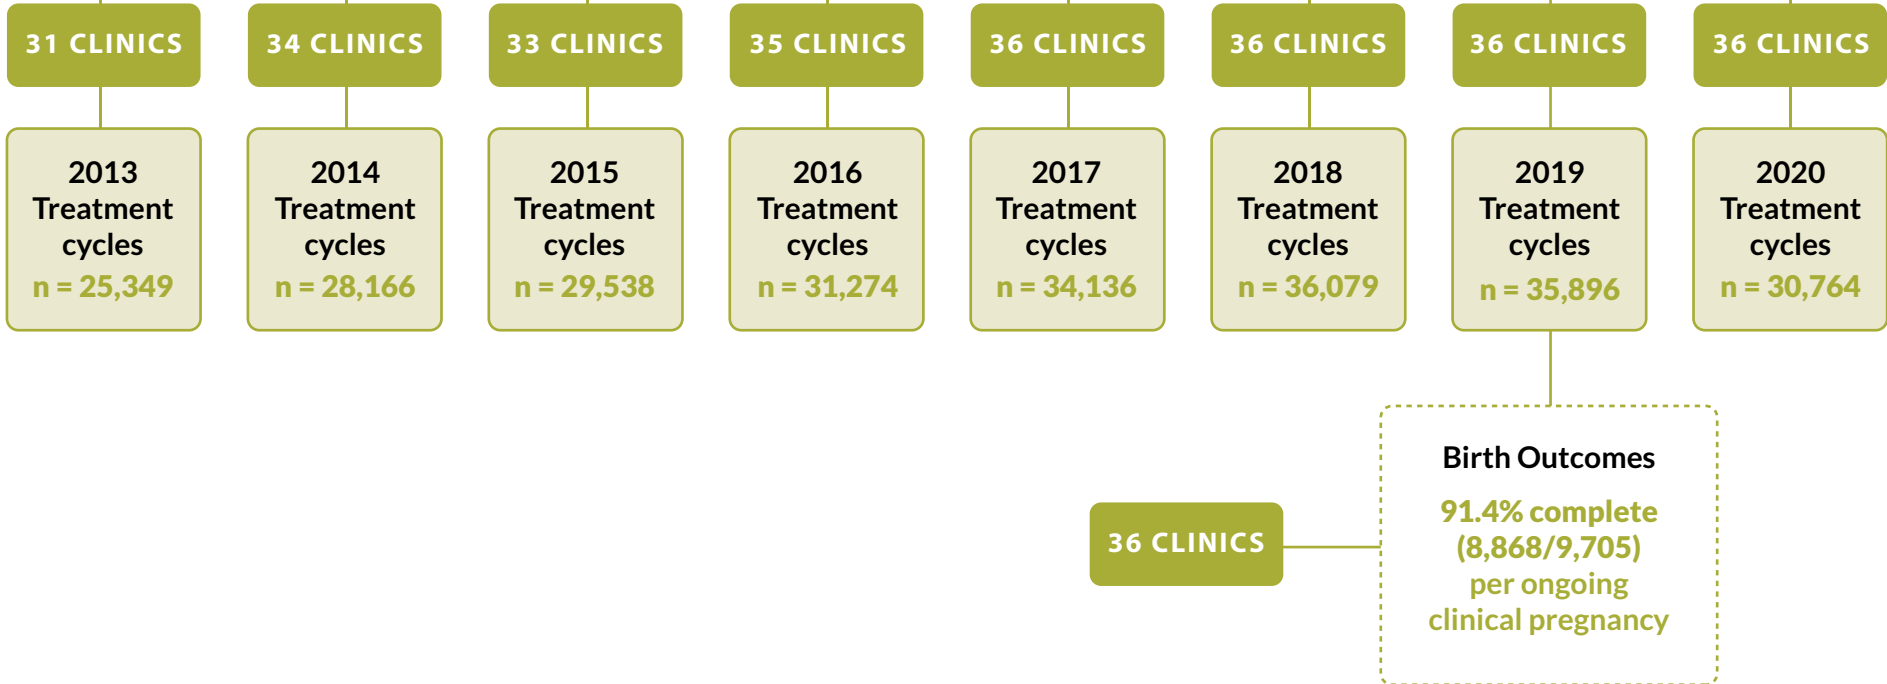 31 CLINICS
34 CLINICS
33 CLINICS
35 CLINICS
36 CLINICS
36 CLINICS
36 CLINICS
36 CLINICS
2013
Treatment
cycles
n = 25,349
2014
Treatment
cycles
n = 28,166
2015
Treatment
cycles
n = 29,538
2016
Treatment
cycles
n = 31,274
2017
Treatment
cycles
n = 34,136
2018
Treatment
cycles
n = 36,079
2019
Treatment
cycles
n = 35,896
2020
Treatment
cycles
n = 30,764
36 CLINICS
Birth Outcomes
91.4% complete
(8,868/9,705)
per ongoing
clinical pregnancy